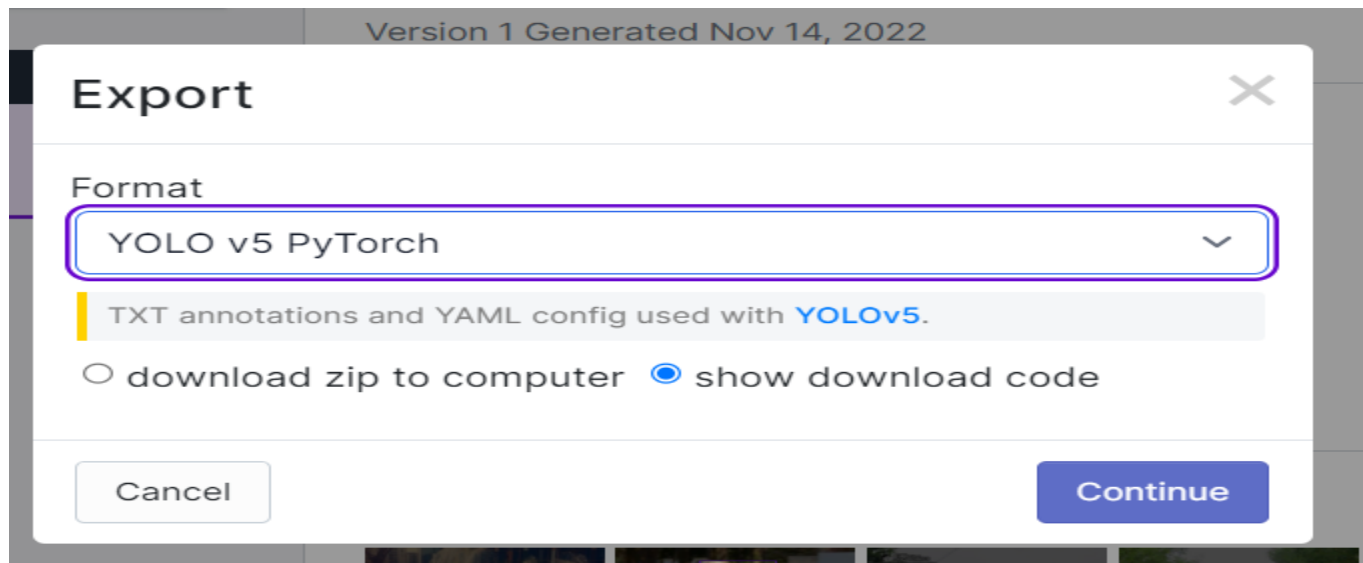 Version 1 Generated Nov 14, 2022
Export
Format
YOLO v5 PyTorch
TXT annotations and YAML config used with YOLOv5.
download zip to computer show download code
Cancel Continue